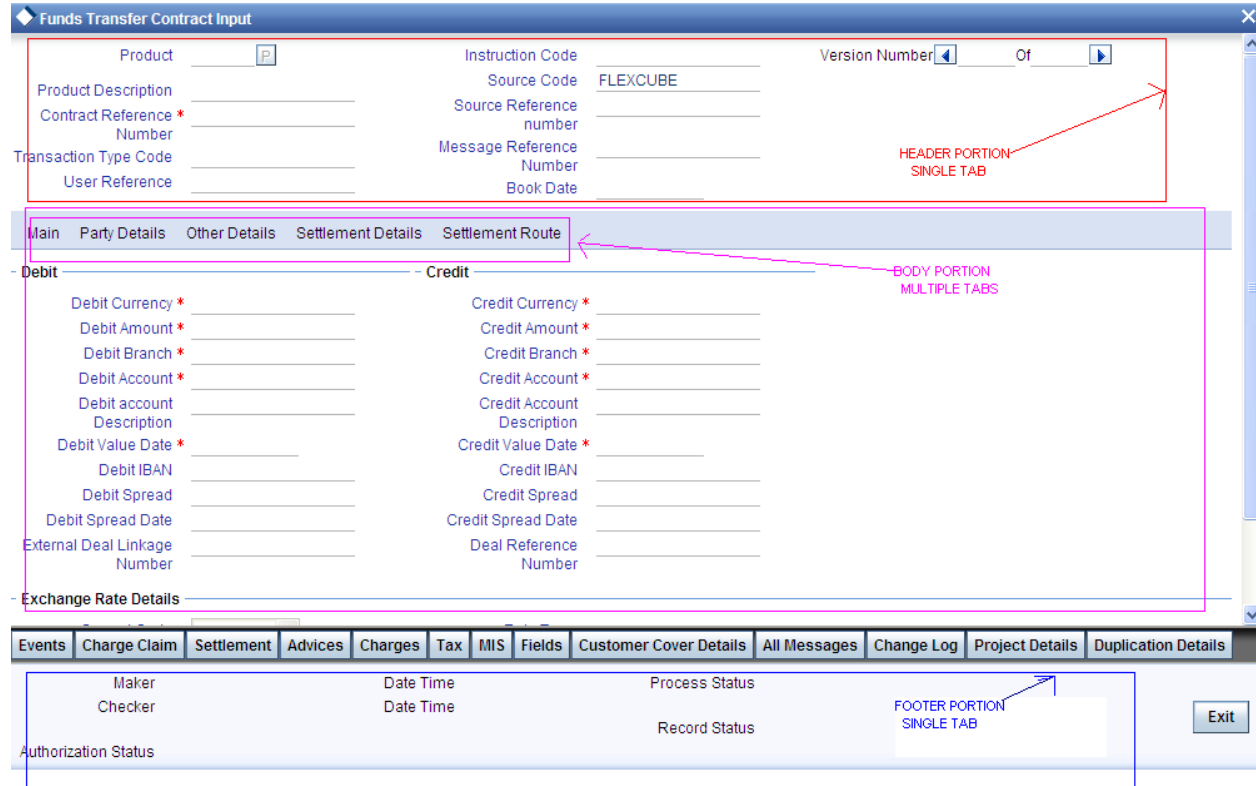 Funds Transfer Contract Input
Product P Instruction Code Version Number Of
Source Code FLEXCUBE
Product Description
Source Reference number
Contract Reference Number *
Message Reference Number
Transaction Type Code
User Reference
Book Date
HEADER PORTION
SINGLE TAB
Main Party Details Other Details Settlement Details Settlement Route
BODY PORTION
MULTIPLE TABS
Debit Credit
Debit Currency * Credit Currency *
Debit Amount * Credit Amount *
Debit Branch * Credit Branch *
Debit Account * Credit Account *
Debit account Description Credit Account Description
Debit Value Date * Credit Value Date *
Debit IBAN Credit IBAN
Debit Spread Credit Spread
Debit Spread Date Credit Spread Date
External Deal Linkage Number Deal Reference Number
Exchange Rate Details
Events Charge Claim Settlement Advices Charges Tax MIS Fields Customer Cover Details All Messages Change Log Project Details Duplication Details
Maker Date Time Process Status
Checker Date Time
Record Status
Authorization Status
FOOTER PORTION
SINGLE TAB
Exit